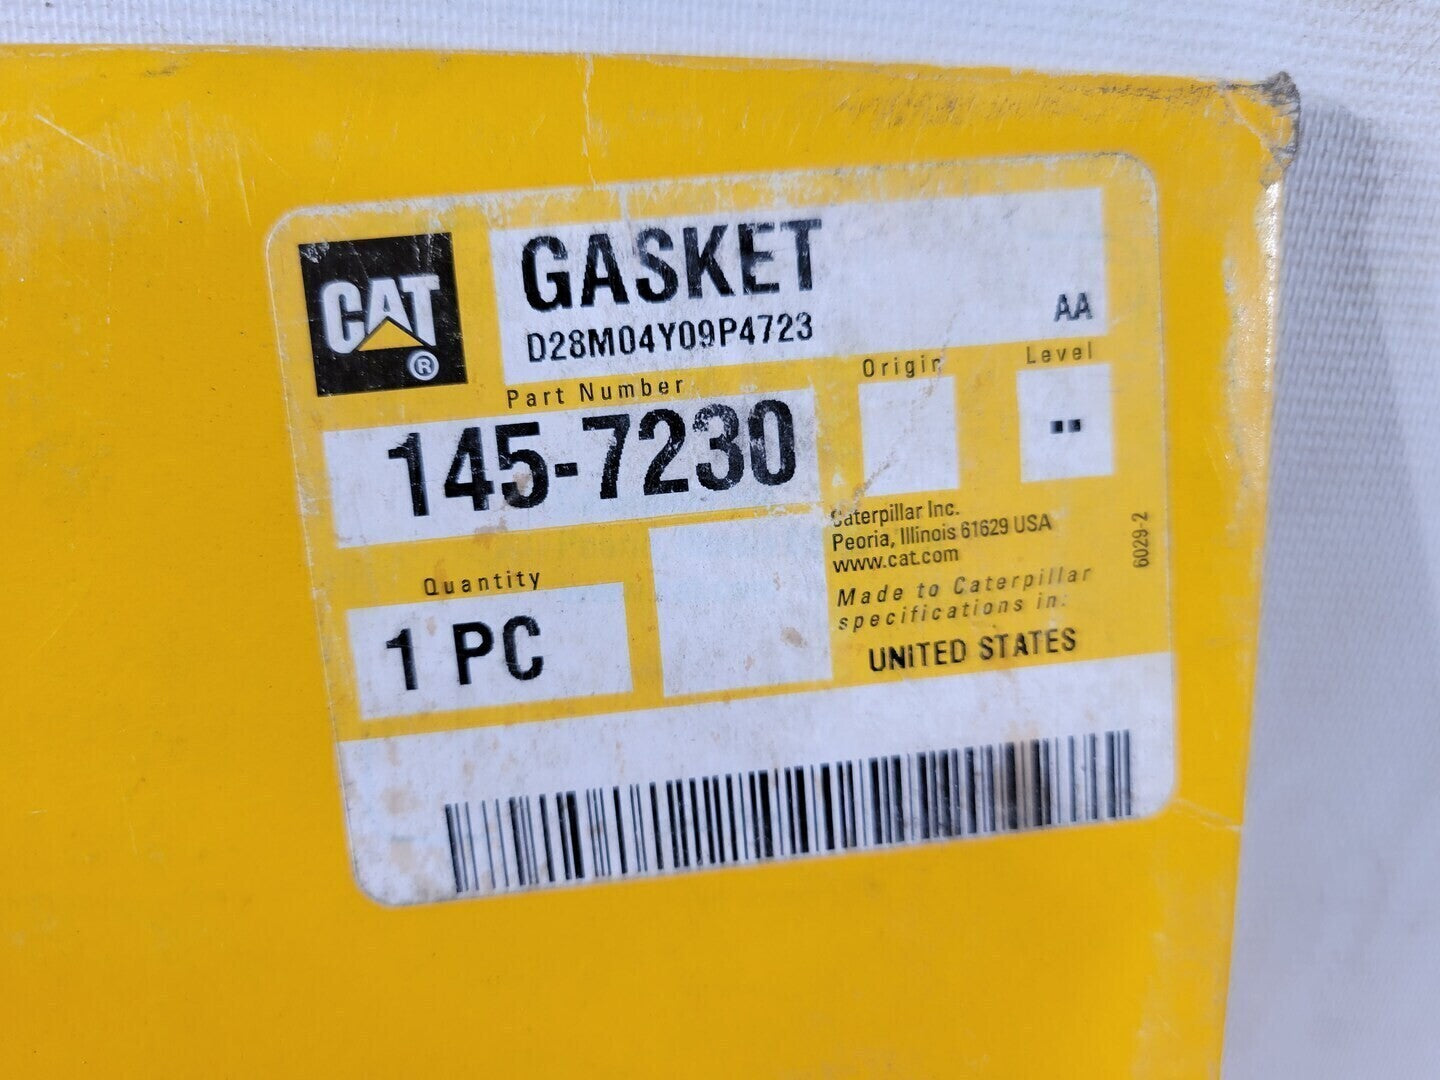 CAT®
GASKET
D28M04Y09P4723
AA
Part Number
Origin
Level
145-7230
--
Caterpillar Inc.
Peoria, Illinois 61629 USA
www.cat.com
6029-2
Quantity
Made to Caterpillar
specifications in:
1 PC
UNITED STATES